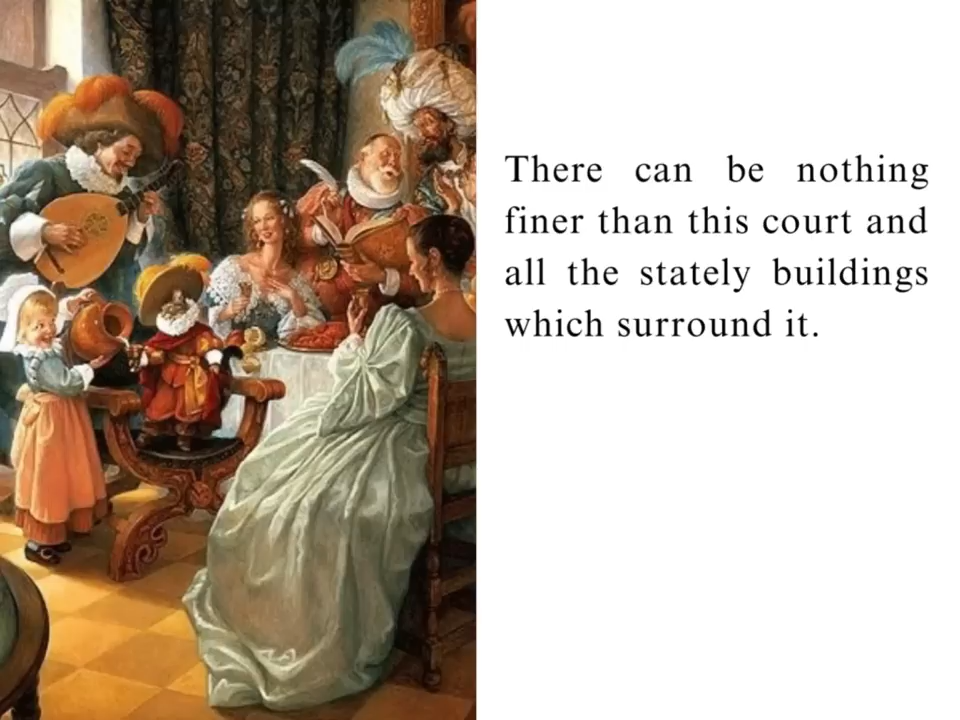 There can be nothing
finer than this court and
all the stately buildings
which surround it.